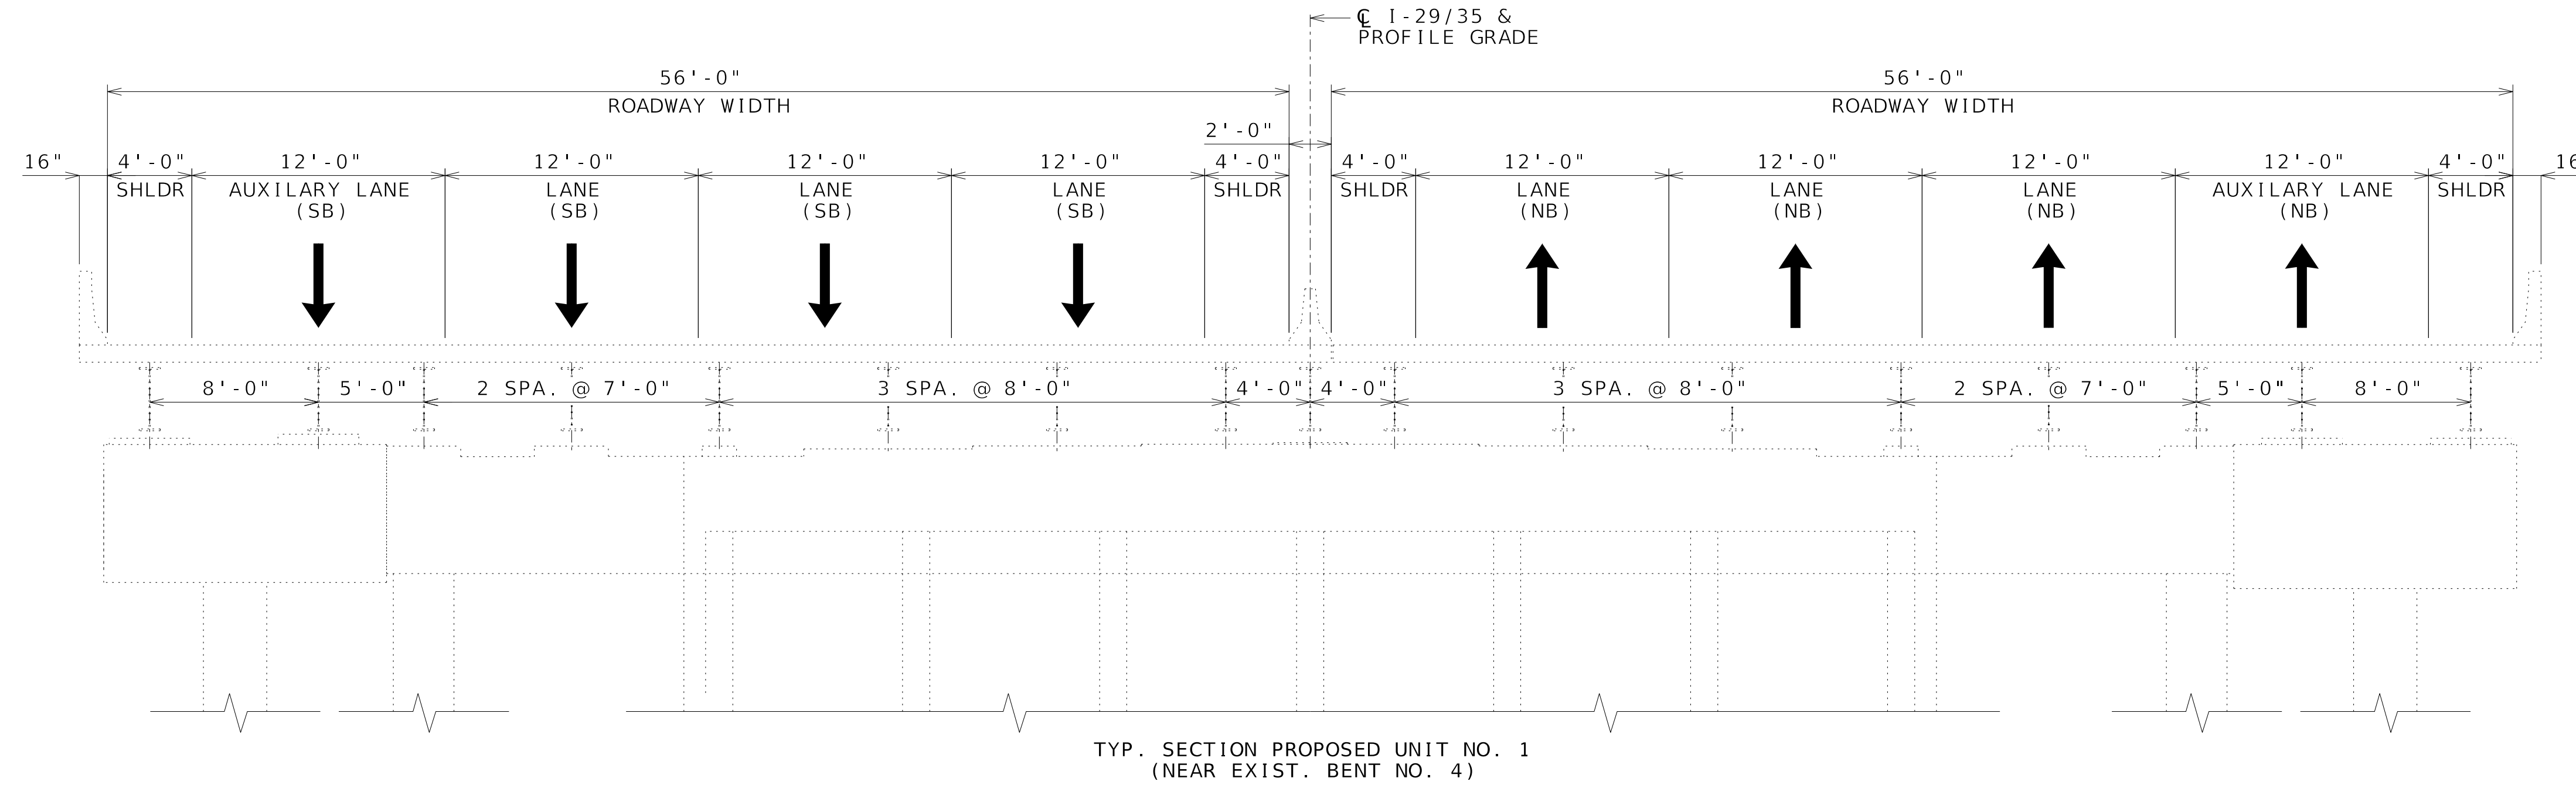 ℄ I-29/35 &
PROFILE GRADE
56'-0" 56'-0"
ROADWAY WIDTH ROADWAY WIDTH
2'-0"
16" 4'-0" 12'-0" 12'-0" 12'-0" 12'-0" 4'-0" 4'-0" 12'-0" 12'-0" 12'-0" 12'-0" 4'-0" 16
SHLDR AUXILARY LANE LANE LANE LANE SHLDR SHLDR LANE LANE LANE AUXILARY LANE SHLDR
(SB) (SB) (SB) (SB) (NB) (NB) (NB) (NB)
8'-0" 5'-0" 2 SPA. @ 7'-0" 3 SPA. @ 8'-0" 4'-0" 4'-0" 3 SPA. @ 8'-0" 2 SPA. @ 7'-0" 5'-0" 8'-0"
TYP. SECTION PROPOSED UNIT NO. 1
(NEAR EXIST. BENT NO. 4)